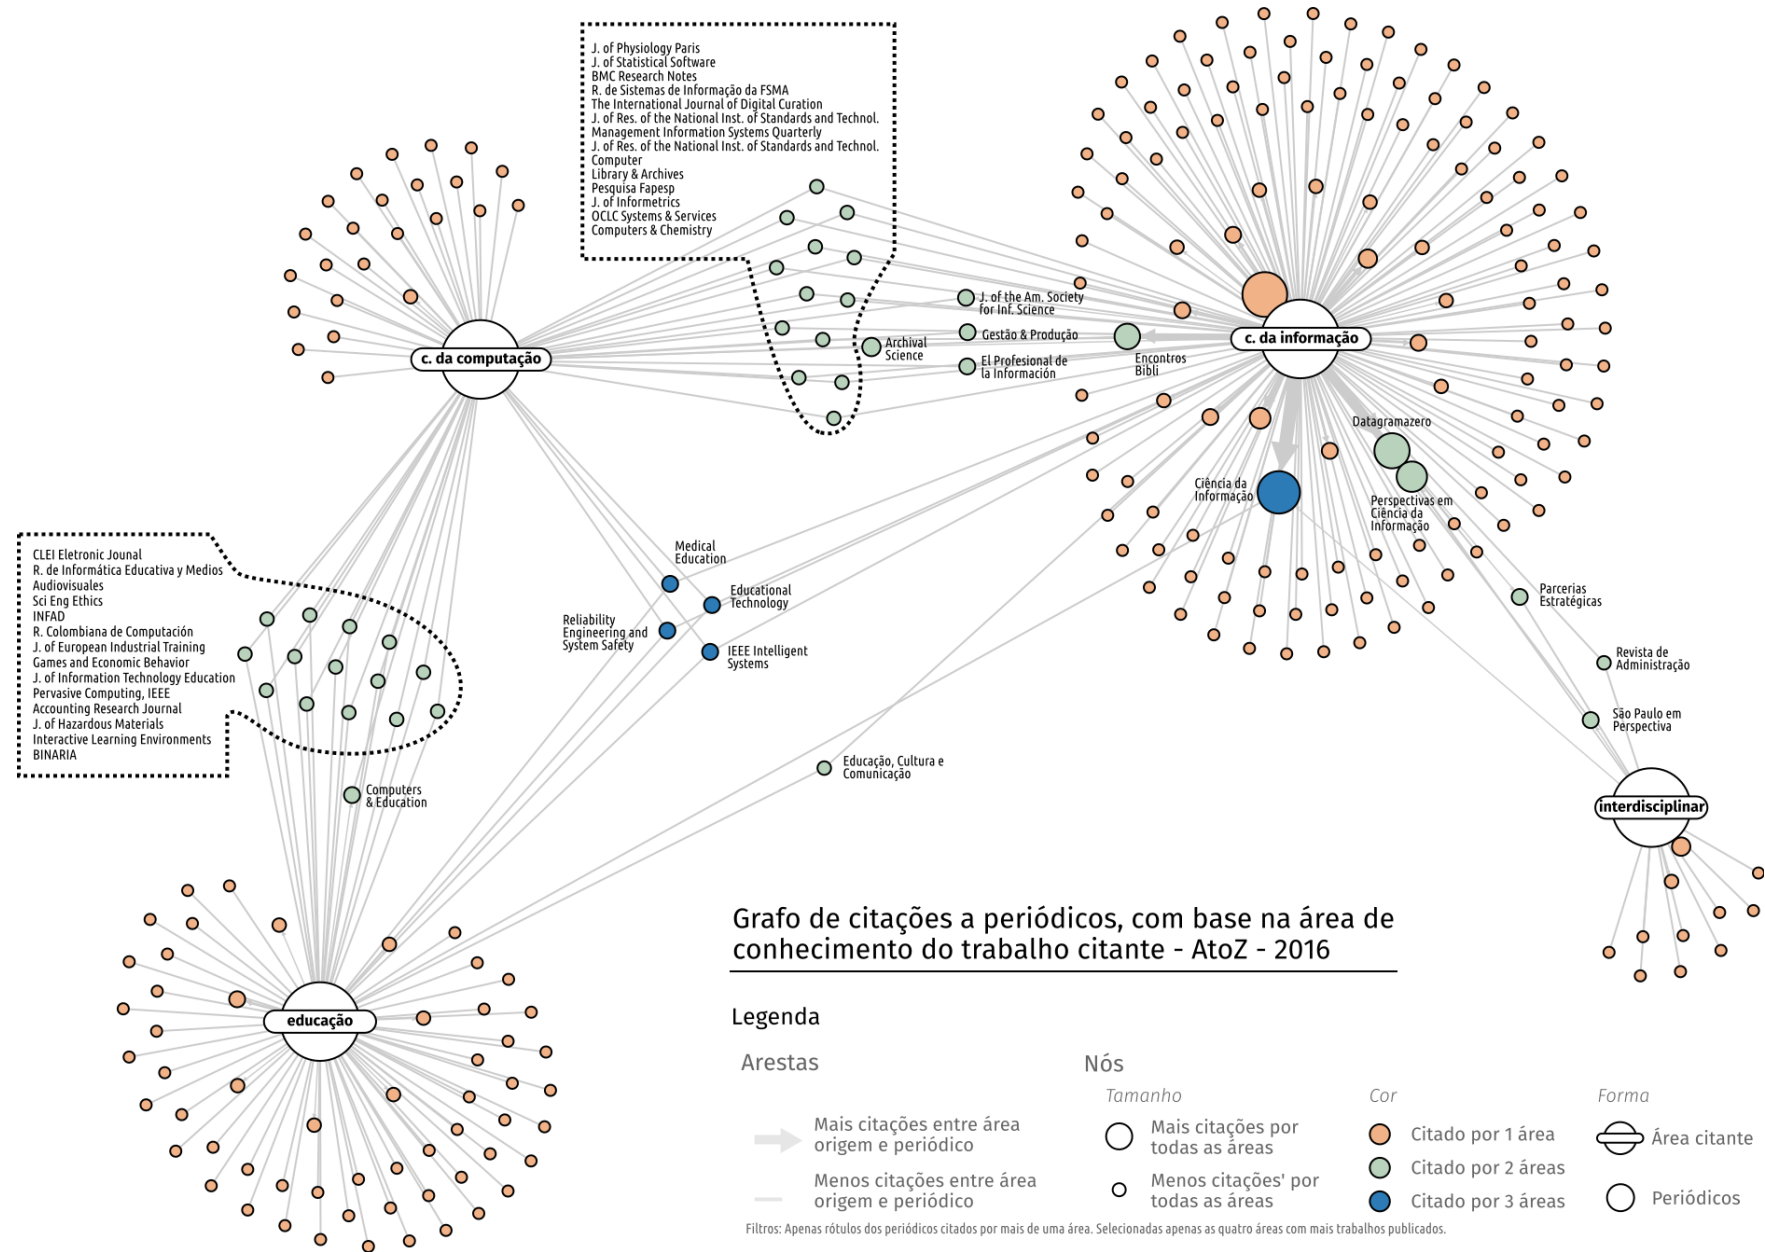 J. of Physiology Paris
J. of Statistical Software
BMC Research Notes
R. de Sistemas de Informação da FSMA
The International Journal of Digital Curation
J. of Res. of the National Inst. of Standards and Technol.
Management Information Systems Quarterly
J. of Res. of the National Inst. of Standards and Technol.
Computer
Library & Archives
Pesquisa Fapesp
J. of Informetrics
OCLC Systems & Services
Computers & Chemistry
c. da computação
J. of the Am. Society
for Inf. Science
Gestão & Produção
Archival
Science
El Profesional de
la Información
Encontros
Bibli
c. da informação
Datagramazero
Ciência da
Informação
Perspectivas em
Ciência da
Informação
Medical
Education
Educational
Technology
Reliability
Engineering and
System Safety
IEEE Intelligent
Systems
Parcerias
Estratégicas
Revista de
Administração
São Paulo em
Perspectiva
CLEI Eletronic Jounal
R. de Informática Educativa y Medios
Audiovisuales
Sci Eng Ethics
INFAD
R. Colombiana de Computación
J. of European Industrial Training
Games and Economic Behavior
J. of Information Technology Education
Pervasive Computing, IEEE
Accounting Research Journal
J. of Hazardous Materials
Interactive Learning Environments
BINARIA
Computers
& Education
Educação, Cultura e
Comunicação
interdisciplinar
educação
Grafo de citações a periódicos, com base na área de
conhecimento do trabalho citante - AtoZ - 2016
Legenda
Arestas
Mais citações entre área
origem e periódico
Menos citações entre área
origem e periódico
Nós
Tamanho
Mais citações por
todas as áreas
Menos citações' por
todas as áreas
Cor
Citado por 1 área
Citado por 2 áreas
Citado por 3 áreas
Forma
Área citante
Periódicos
Filtros: Apenas rótulos dos periódicos citados por mais de uma área. Selecionadas apenas as quatro áreas com mais trabalhos publicados.